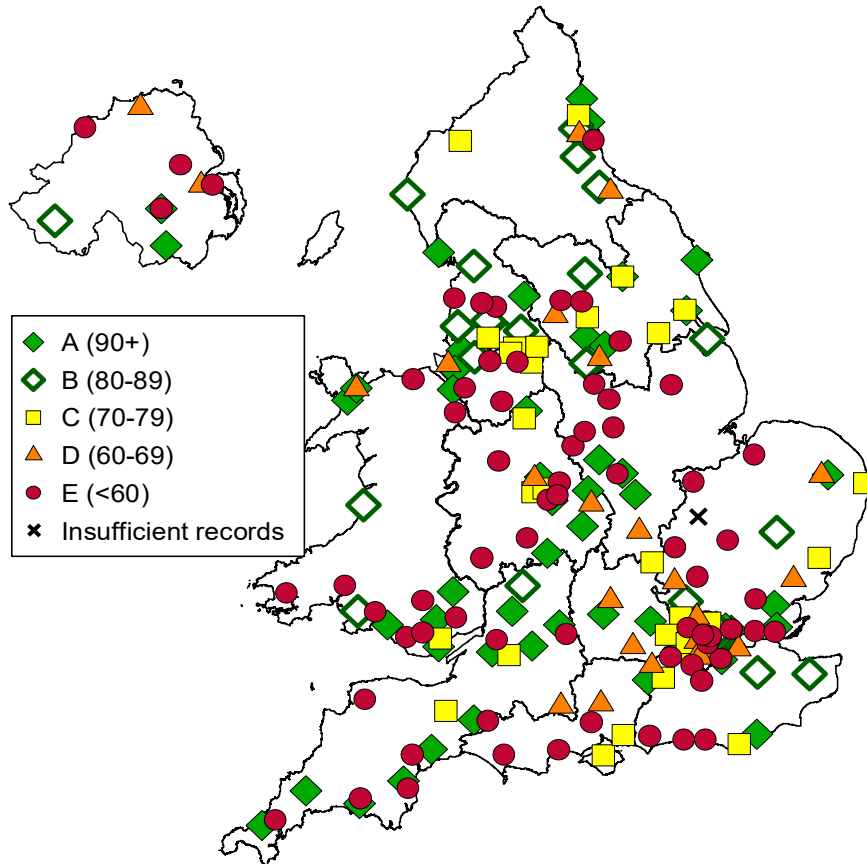 A (90+)
B (80-89)
C (70-79)
D (60-69)
E (<60)
Insufficient records